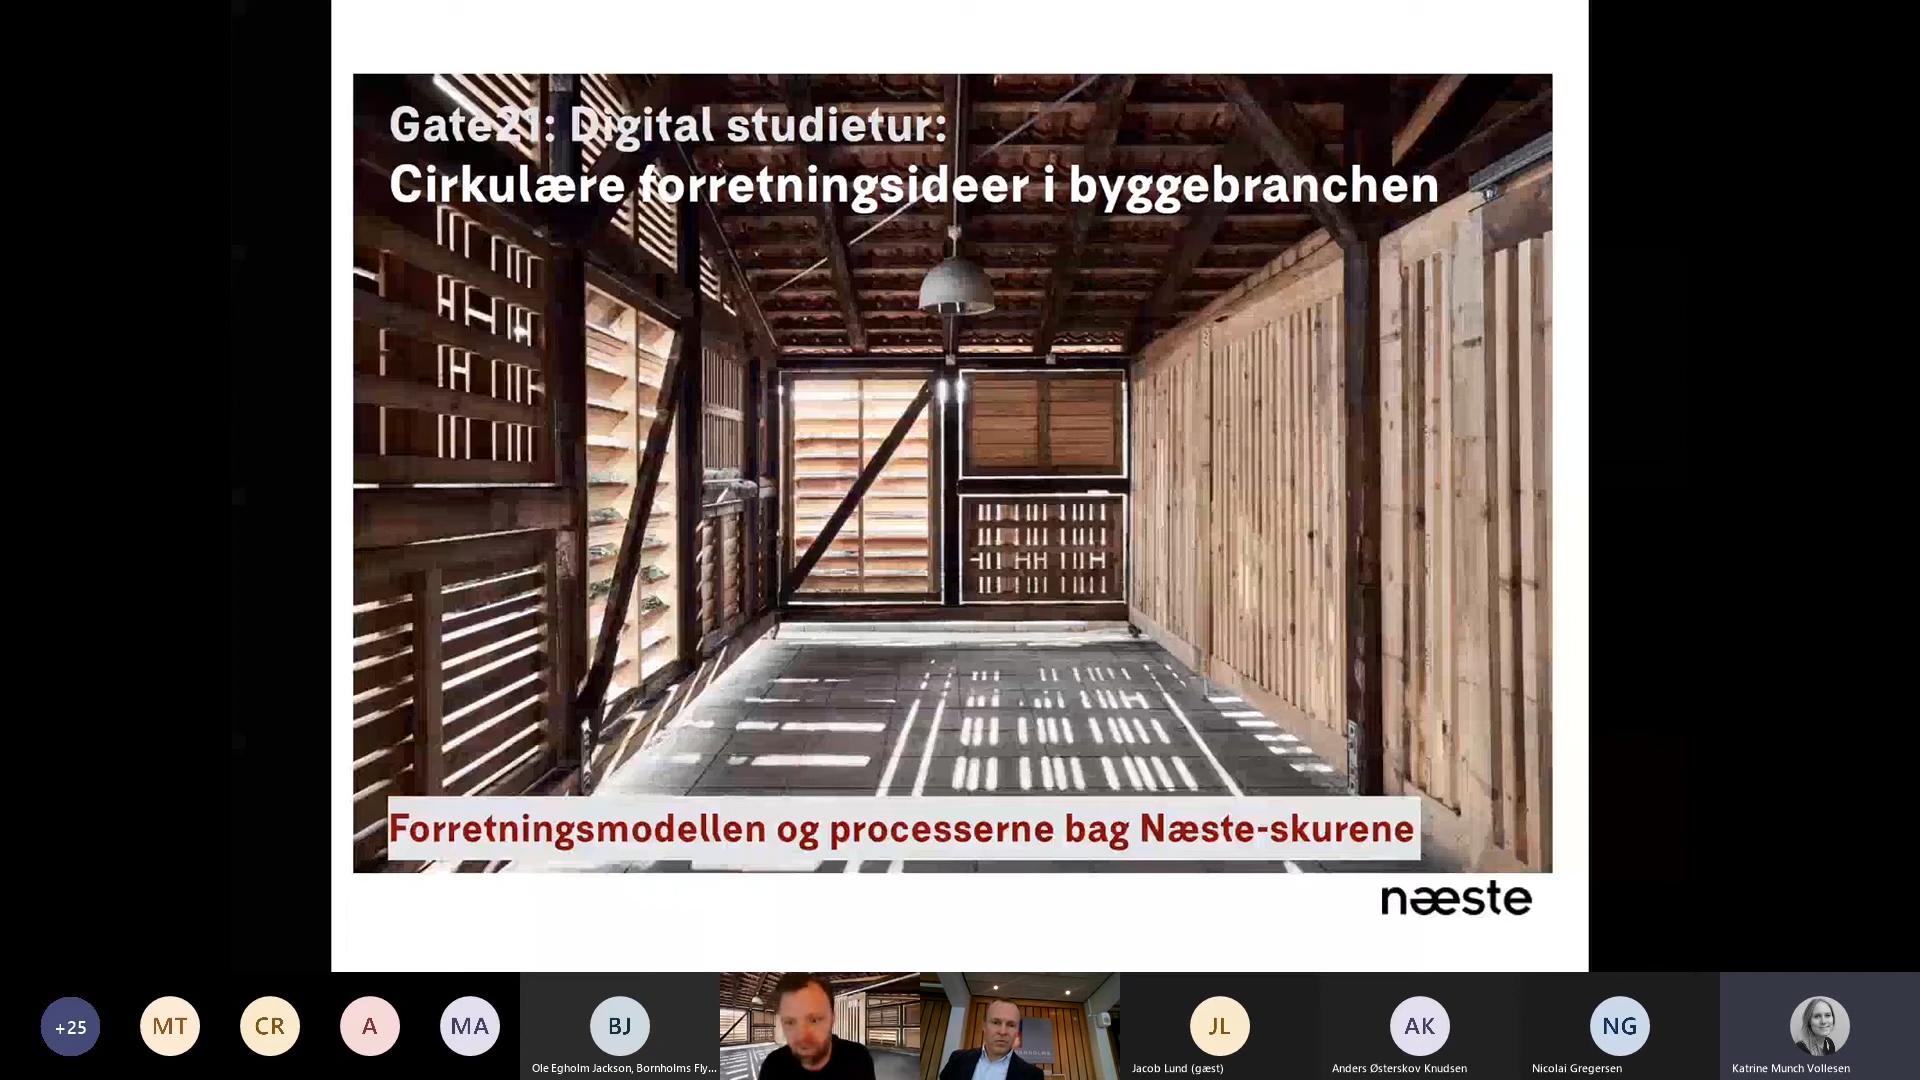 Gate21: Digital studietur:
Cirkulære forretningsideer i byggebranchen
Forretningsmodellen og processerne bag Næste-skurene
næste
+25
MT
CR
A
MA
BJ
JL
AK
NG
Ole Egholm Jackson, Bornholms Fly...
Jacob Lund (gæst)
Anders Østerskov Knudsen
Nicolai Gregersen
Katrine Munch Vollesen